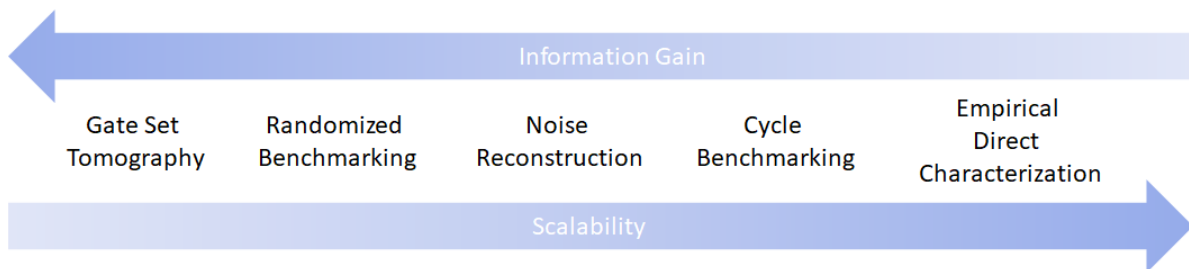 Information Gain
Gate Set
Tomography
Randomized
Benchmarking
Noise
Reconstruction
Cycle
Benchmarking
Empirical
Direct
Characterization
Scalability